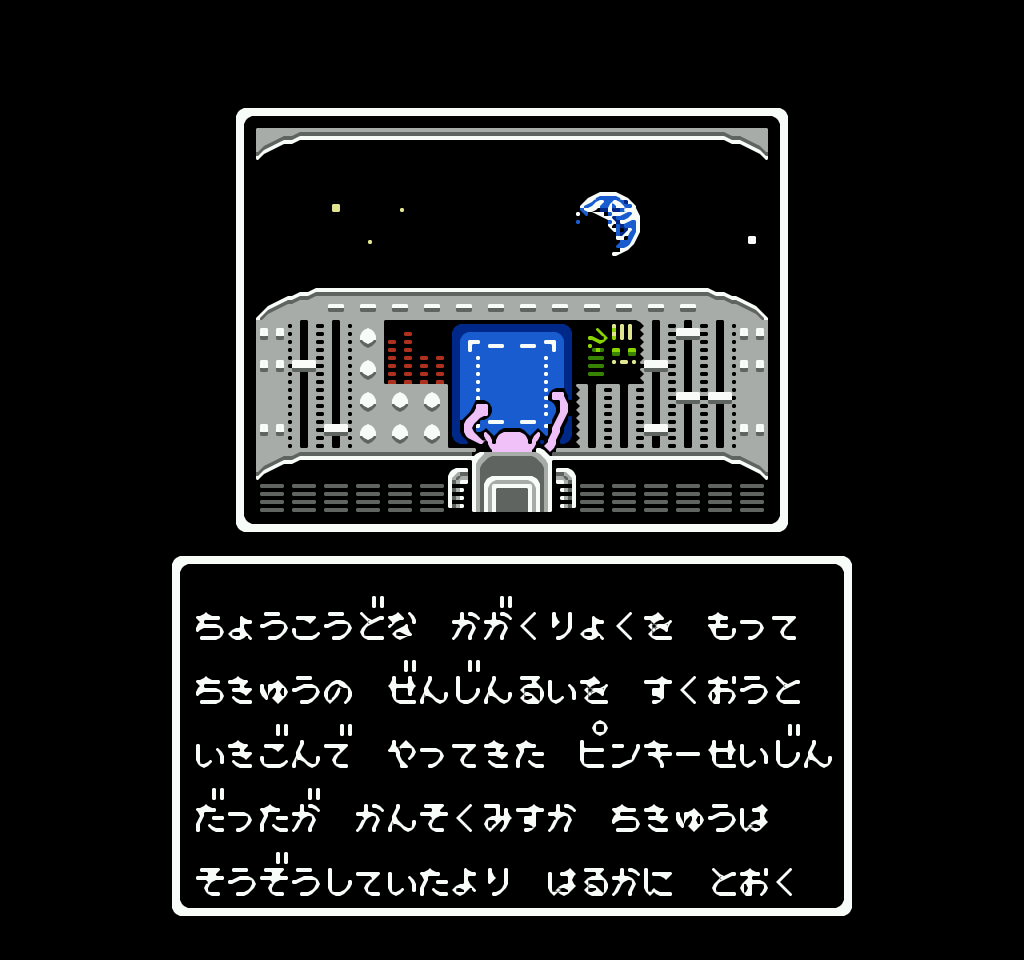 ちょうこうどな　かがくりょくを　もって
ちきゅうの　ぜんじんるいを　すくおうと
いきごんで　やってきた　ピンキーせいじん
だったが　かんそくみすか　ちきゅうは
そうぞうしていたより　はるかに　とおく